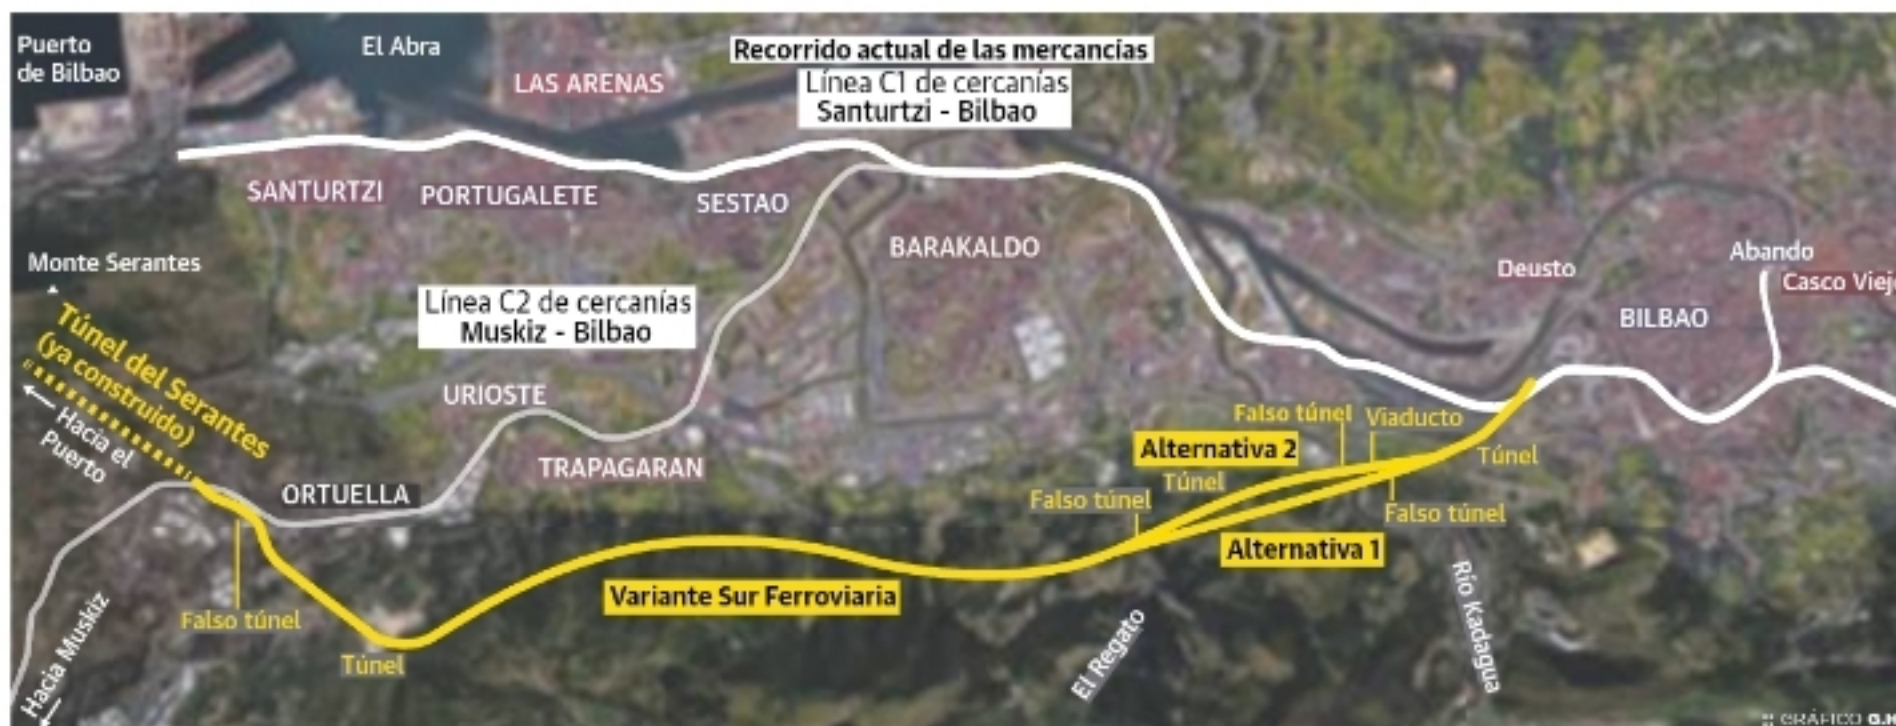 Puerto
de Bilbao
El Abra
LAS ARENAS
Recorrido actual de las mercancías
Línea C1 de cercanías
Santurtzi - Bilbao
SANTURTZI
PORTUGALETE
SESTAO
BARAKALDO
Monte Serantes
Deusto
Abando
Casco Viejo
BILBAO
Línea C2 de cercanías
Muskiz - Bilbao
Túnel del Serantes
(ya construido)
Hacia el
Puerto
URIOSTE
TRAPAGARAN
ORTUELLA
Falso túnel
Viaducto
Alternativa 2
Túnel
Túnel
Falso túnel
Falso túnel
Alternativa 1
Variante Sur Ferroviaria
Falso túnel
Túnel
Hacia Muskiz
El Regato
Río Kadagua
:: GRÁFICO